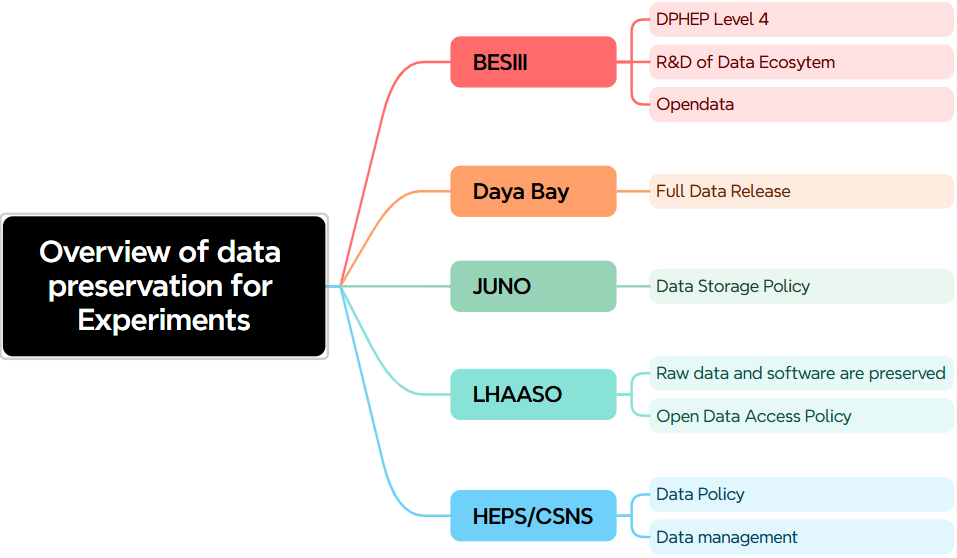 Overview of data
preservation for
Experiments
BESIII
DPHEP Level 4
R&D of Data Ecosytem
Opendata
Daya Bay
Full Data Release
JUNO
Data Storage Policy
LHAASO
Raw data and software are preserved
Open Data Access Policy
HEPS/CSNS
Data Policy
Data management